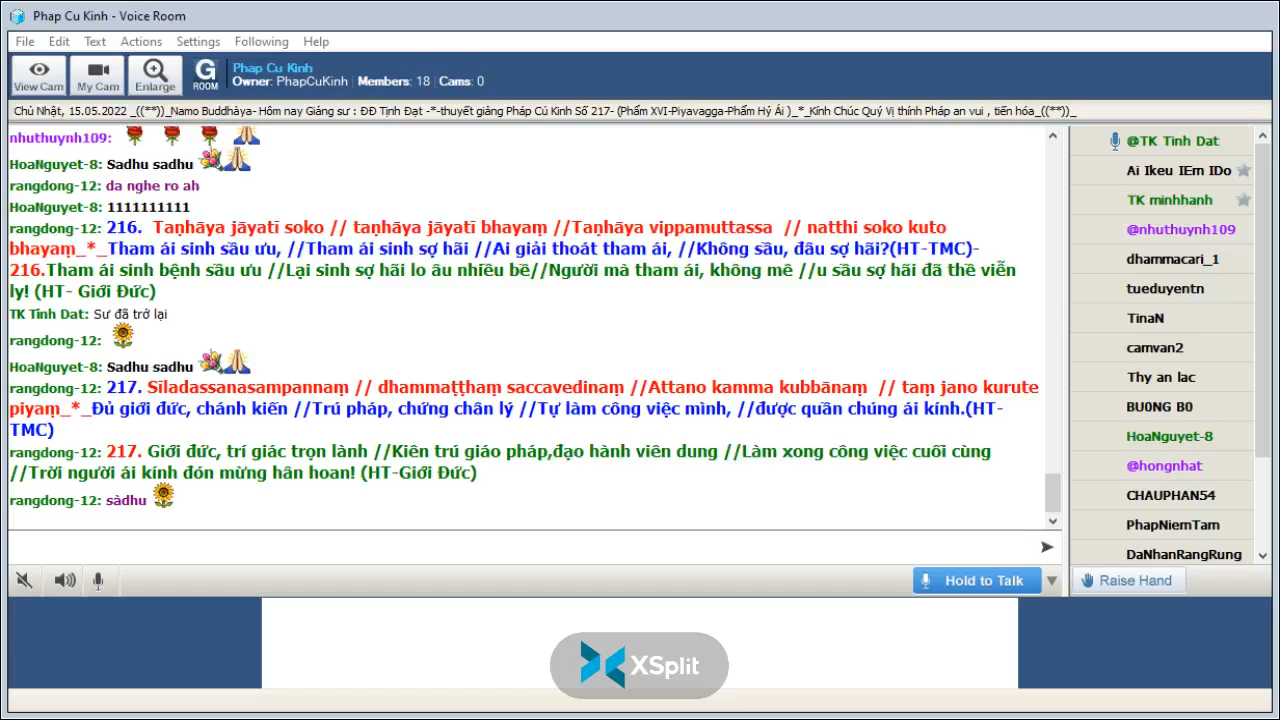 Phap Cu Kinh - Voice Room
File Edit Text Actions Settings Following Help
View Cam My Cam Enlarge G ROOM
Phap Cu Kinh
Owner: PhapCuKinh | Members: 18 | Cams: 0
Chủ Nhật, 15.05.2022 _((**))_Namo Buddhàya- Hôm nay Giảng sư : ĐĐ Tịnh Đạt -*-thuyết giảng Pháp Cú Kinh Số 217- (Phẩm XVI-Piyavagga-Phẩm Hỷ Ái )_*_Kính Chúc Quý Vị thính Pháp an vui , tiến hóa_((**))_
nhuthuynh109:
HoaNguyet-8: Sadhu sadhu
rangdong-12: da nghe ro ah
HoaNguyet-8: 1111111111
rangdong-12: 216. Taṇhāya jāyatī soko // taṇhāya jāyatī bhayaṃ //Taṇhāya vippamuttassa // natthi soko kuto
bhayaṃ_*_Tham ái sinh sầu ưu, //Tham ái sinh sợ hãi //Ai giải thoát tham ái, //Không sầu, đâu sợ hãi?(HT-TMC)-
216.Tham ái sinh bệnh sầu ưu //Lại sinh sợ hãi lo âu nhiều bề//Người mà tham ái, không mê //u sầu sợ hãi đã thề viễn
ly! (HT- Giới Đức)
TK Tinh Dat: Sư đã trở lại
rangdong-12:
HoaNguyet-8: Sadhu sadhu
rangdong-12: 217. Sīladassanasampannaṃ // dhammaṭṭhaṃ saccavedinaṃ //Attano kamma kubbānaṃ // taṃ jano kurute
piyaṃ_*_Đủ giới đức, chánh kiến //Trú pháp, chứng chân lý //Tự làm công việc mình, //được quần chúng ái kính.(HT-
TMC)
rangdong-12: 217. Giới đức, trí giác trọn lành //Kiên trú giáo pháp,đạo hành viên dung //Làm xong công việc cuối cùng
//Trời người ái kính đón mừng hân hoan! (HT-Giới Đức)
rangdong-12: sàdhu
@TK Tinh Dat
Ai Ikeu IEm IDo
TK minhhanh
@nhuthuynh109
dhammacari_1
tueduyentn
TinaN
camvan2
Thy an lac
BU0NG B0
HoaNguyet-8
@hongnhat
CHAUPHAN54
PhapNiemTam
DaNhanRangRung
Hold to Talk
Raise Hand
XSplit